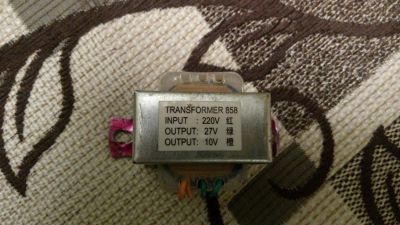 TRANSFORMER 858
INPUT : 220V 红
OUTPUT: 27V 绿
OUTPUT: 10V 橙